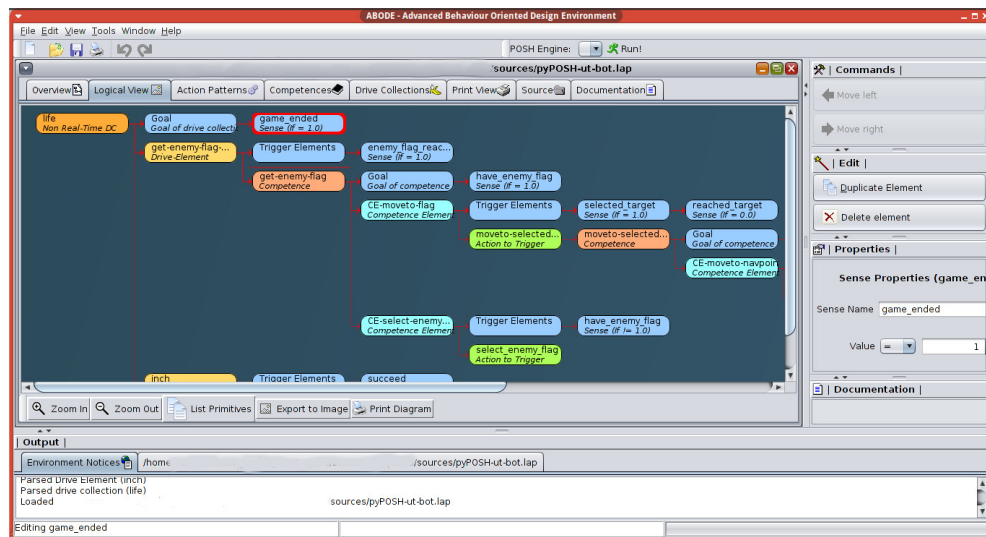 ABODE - Advanced Behaviour Oriented Design Environment
File Edit View Tools Window Help
POSH Engine: Run!
/sources/pyPOSH-ut-bot.lap
Overview Logical View Action Patterns Competences Drive Collections Print View Source Documentation
life
Non Real-Time DC
Goal
Goal of drive collecti
game_ended
Sense (if = 1.0)
get-enemy-flag-...
Drive-Element
Trigger Elements
enemy_flag_reac...
Sense (if = 1.0)
get-enemy-flag
Competence
Goal
Goal of competence
have_enemy_flag
Sense (if = 1.0)
CE-moveto-flag
Competence Element
Trigger Elements
selected_target
Sense (if = 1.0)
reached_target
Sense (if = 0.0)
moveto-selected...
Action to Trigger
moveto-selected...
Competence
Goal
Goal of competence
CE-moveto-navpoin
Competence Element
CE-select-enemy...
Competence Element
Trigger Elements
have_enemy_flag
Sense (if != 1.0)
select_enemy_flag
Action to Trigger
inch
Trigger Elements
succeed
Zoom In Zoom Out List Primitives Export to Image Print Diagram
| Commands |
Move left
Move right
| Edit |
Duplicate Element
Delete element
| Properties |
Sense Properties (game_en
Sense Name game_ended
Value = 1
| Documentation |
| Output |
Environment Notices /home /sources/pyPOSH-ut-bot.lap
Parsed Drive Element (inch)
Parsed drive collection (life)
Loaded sources/pyPOSH-ut-bot.lap
Editing game_ended